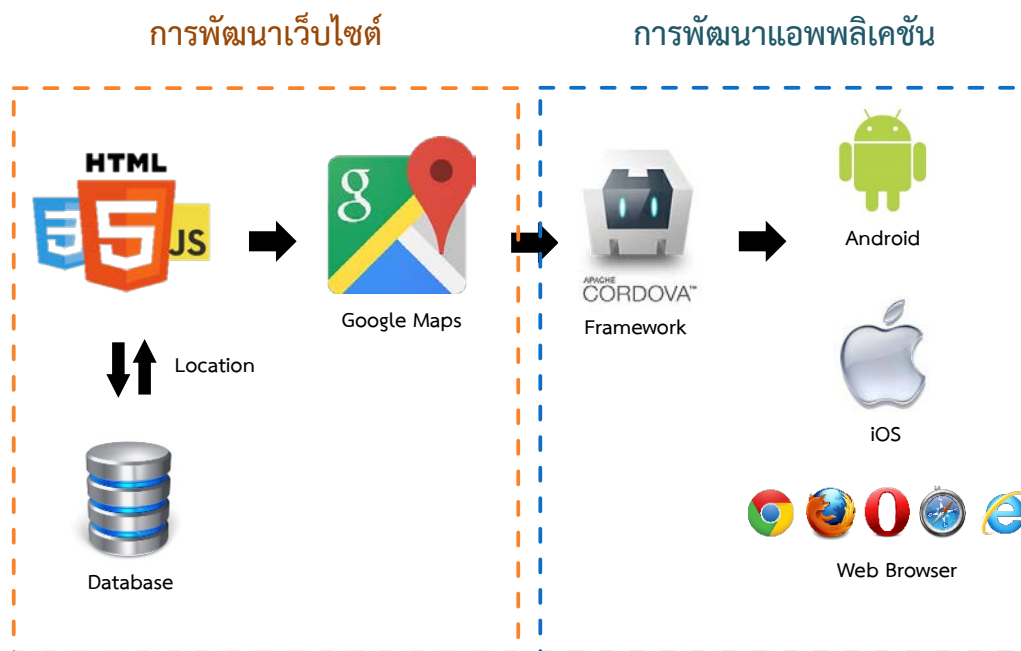 การพัฒนาเว็บไซต์
การพัฒนาแอพพลิเคชัน
HTML
3 5 JS
g
Google Maps
APACHE
CORDOVA™
Framework
Android
Location
iOS
Database
Web Browser